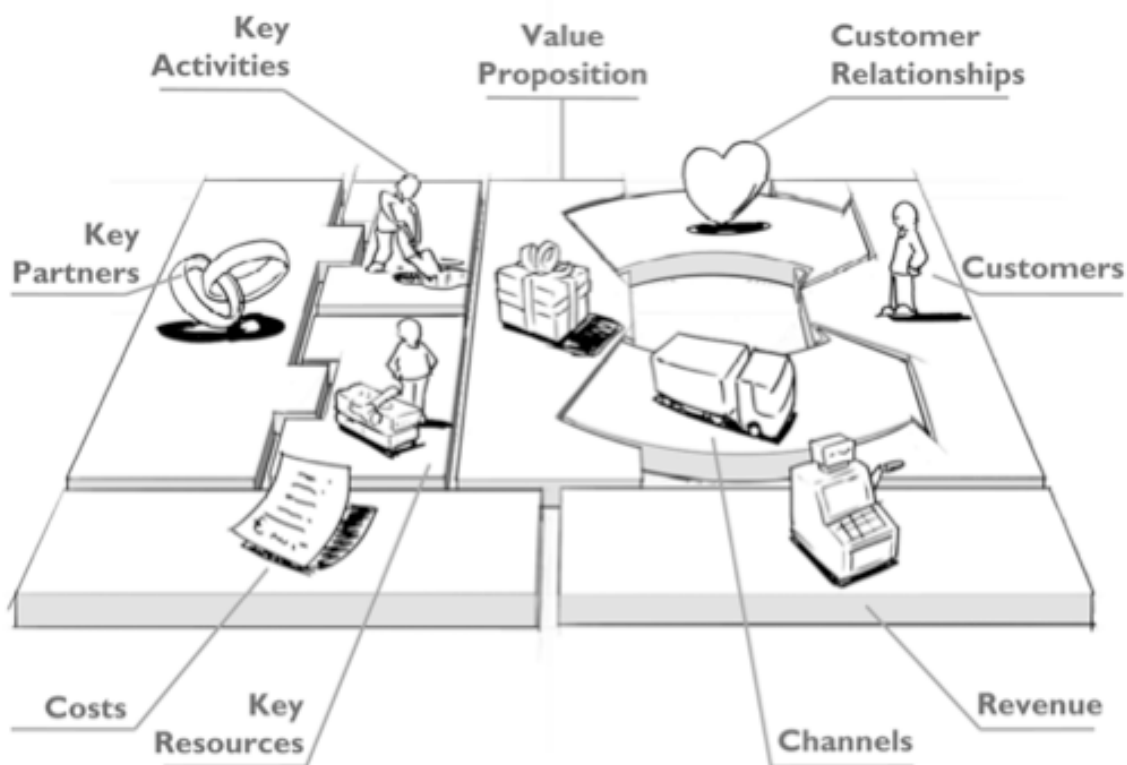 Key
Activities
Value
Proposition
Customer
Relationships
Key
Partners
Customers
Costs
Key
Resources
Channels
Revenue